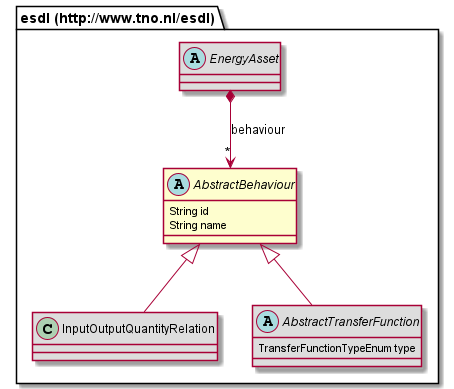 esdl (http://www.tno.nl/esdl)
A EnergyAsset
behaviour
*
A AbstractBehaviour
String id
String name
C InputOutputQuantityRelation
A AbstractTransferFunction
TransferFunctionTypeEnum type